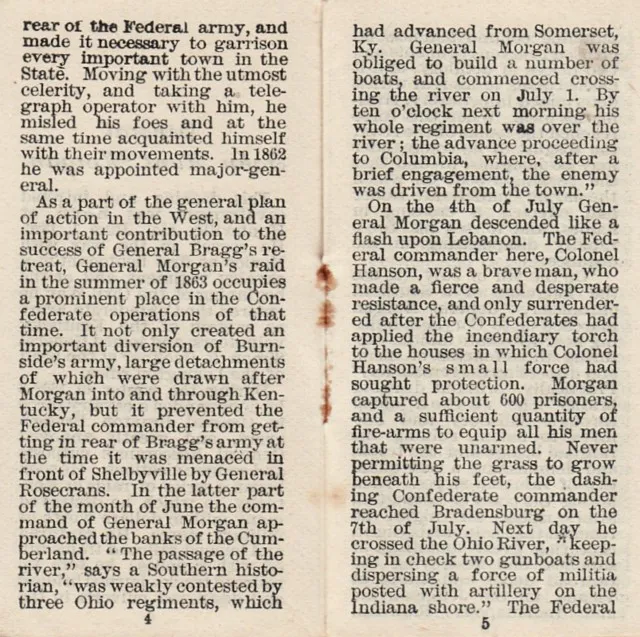 rear of the Federal army, and
made it necessary to garrison
every important town in the
State. Moving with the utmost
celerity, and taking a tele-
graph operator with him, he
misled his foes and at the
same time acquainted himself
with their movements. In 1862
he was appointed major-gen-
eral.
As a part of the general plan
of action in the West, and an
important contribution to the
success of General Bragg's re-
treat, General Morgan's raid
in the summer of 1863 occupies
a prominent place in the Con-
federate operations of that
time. It not only created an
important diversion of Burn-
side's army, large detachments
of which were drawn after
Morgan into and through Ken-
tucky, but it prevented the
Federal commander from get-
ting in rear of Bragg's army at
the time it was menaced in
front of Shelbyville by General
Rosecrans. In the latter part
of the month of June the com-
mand of General Morgan ap-
proached the banks of the Cum-
berland. "The passage of the
river," says a Southern histo-
rian, "was weakly contested by
three Ohio regiments, which
4
had advanced from Somerset,
Ky. General Morgan was
obliged to build a number of
boats, and commenced cross-
ing the river on July 1. By
ten o'clock next morning his
whole regiment was over the
river; the advance proceeding
to Columbia, where, after a
brief engagement, the enemy
was driven from the town."
On the 4th of July Gen-
eral Morgan descended like a
flash upon Lebanon. The Fed-
eral commander here, Colonel
Hanson, was a brave man, who
made a fierce and desperate
resistance, and only surrender-
ed after the Confederates had
applied the incendiary torch
to the houses in which Colonel
Hanson's small force had
sought protection. Morgan
captured about 600 prisoners,
and a sufficient quantity of
fire-arms to equip all his men
that were unarmed. Never
permitting the grass to grow
beneath his feet, the dash-
ing Confederate commander
reached Bradensburg on the
7th of July. Next day he
crossed the Ohio River, "keep-
ing in check two gunboats and
dispersing a force of militia
posted with artillery on the
Indiana shore." The Federal
5